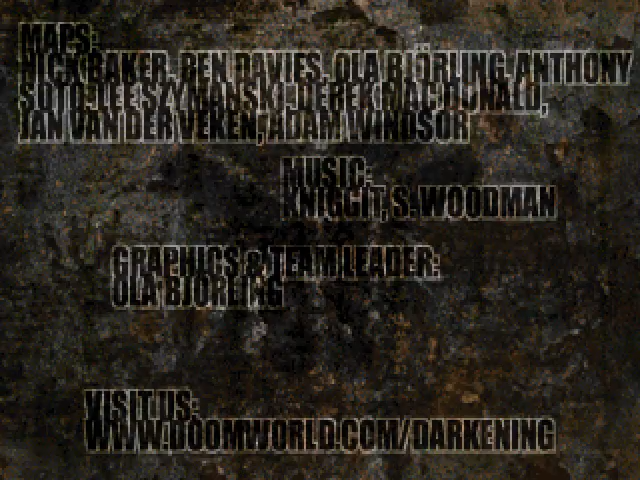 MAPS:
NICK BAKER, BEN DAVIES, OLA BJÖRLING, ANTHONY
SOTO, LEE SZYMANSKI, DEREK MACDONALD,
JAN VAN DER VEKEN, ADAM WINDSOR
MUSIC:
KNIGGIT, S. WOODMAN
GRAPHICS & TEAM LEADER:
OLA BJÖRLING
VISIT US:
WWW.DOOMWORLD.COM/DARKENING